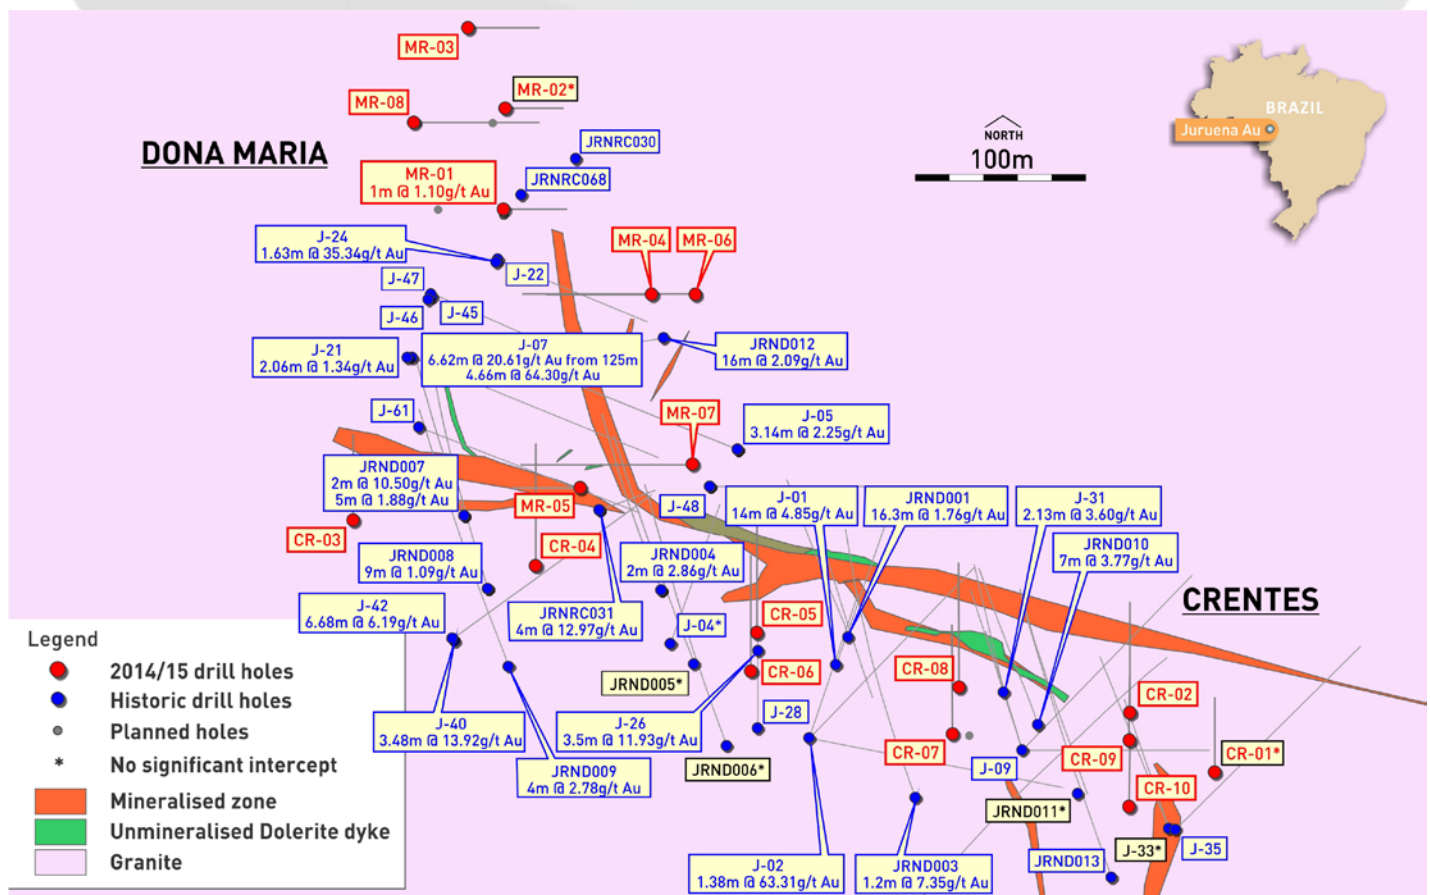 MR-03
MR-02*
MR-08
BRAZIL
Juruena Au
NORTH
100m
DONA MARIA
JRNRC030
MR-01
1m @ 1.10g/t Au
JRNRC068
J-24
1.63m @ 35.34g/t Au
MR-04
MR-06
J-22
J-47
J-46
J-45
J-21
2.06m @ 1.34g/t Au
J-07
6.62m @ 20.61g/t Au from 125m
4.66m @ 64.30g/t Au
JRND012
16m @ 2.09g/t Au
J-61
MR-07
J-05
3.14m @ 2.25g/t Au
JRND007
2m @ 10.50g/t Au
5m @ 1.88g/t Au
MR-05
J-48
J-01
14m @ 4.85g/t Au
JRND001
16.3m @ 1.76g/t Au
J-31
2.13m @ 3.60g/t Au
CR-03
CR-04
JRND008
9m @ 1.09g/t Au
JRND004
2m @ 2.86g/t Au
JRND010
7m @ 3.77g/t Au
CRENTES
J-42
6.68m @ 6.19g/t Au
JRNRC031
4m @ 12.97g/t Au
J-04*
CR-05
JRND005*
CR-06
CR-08
CR-02
J-40
3.48m @ 13.92g/t Au
J-26
3.5m @ 11.93g/t Au
J-28
CR-07
J-09
CR-09
CR-01*
JRND009
4m @ 2.78g/t Au
JRND006*
CR-10
JRND011*
J-02
1.38m @ 63.31g/t Au
JRND003
1.2m @ 7.35g/t Au
JRND013
J-33*
J-35
Legend
2014/15 drill holes
Historic drill holes
Planned holes
* No significant intercept
Mineralised zone
Unmineralised Dolerite dyke
Granite